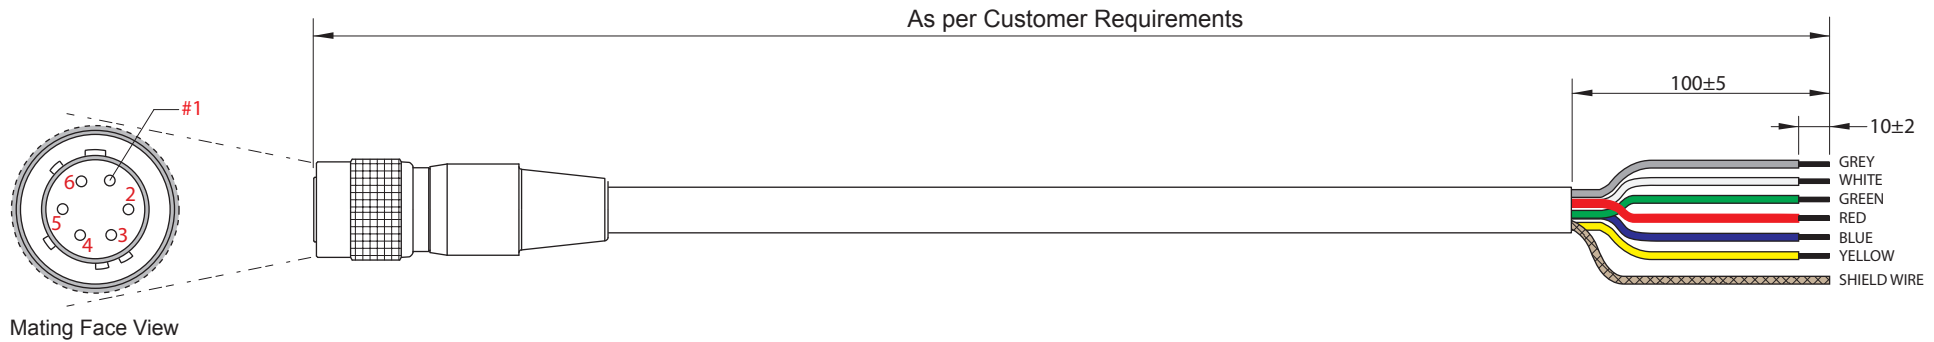 As per Customer Requirements
100±5
#1
10±2
GREY
WHITE
6
2
GREEN
5
RED
4
3
BLUE
YELLOW
SHIELD WIRE
Mating Face View